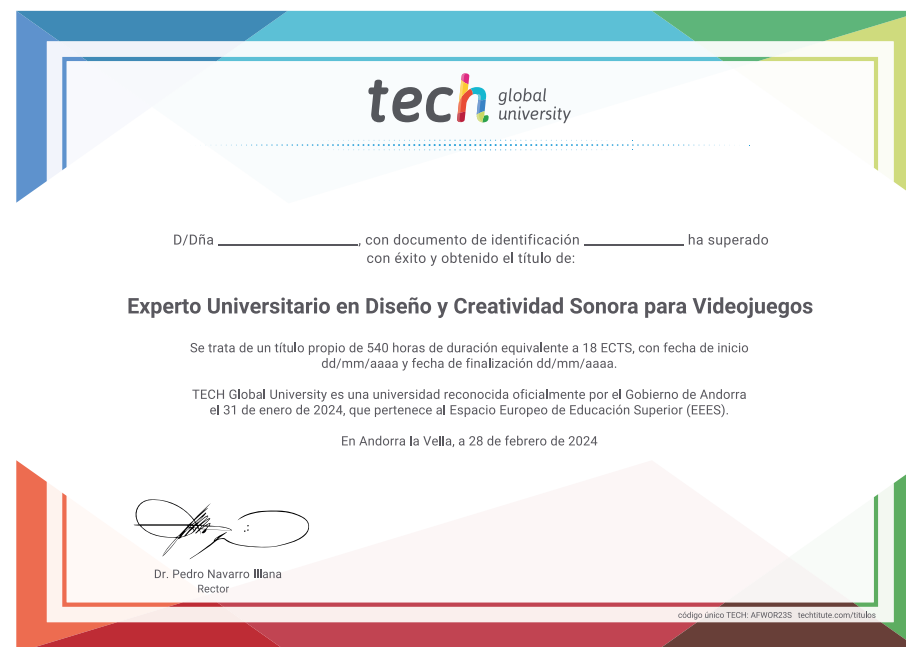 tech global university
D/Dña ____________, con documento de identificación ____________ ha superado
con éxito y obtenido el título de:
Experto Universitario en Diseño y Creatividad Sonora para Videojuegos
Se trata de un título propio de 540 horas de duración equivalente a 18 ECTS, con fecha de inicio
dd/mm/aaaa y fecha de finalización dd/mm/aaaa.
TECH Global University es una universidad reconocida oficialmente por el Gobierno de Andorra
el 31 de enero de 2024, que pertenece al Espacio Europeo de Educación Superior (EEES).
En Andorra la Vella, a 28 de febrero de 2024
Dr. Pedro Navarro Illana
Rector
código único TECH: AFWOR23S techtitute.com/titulos